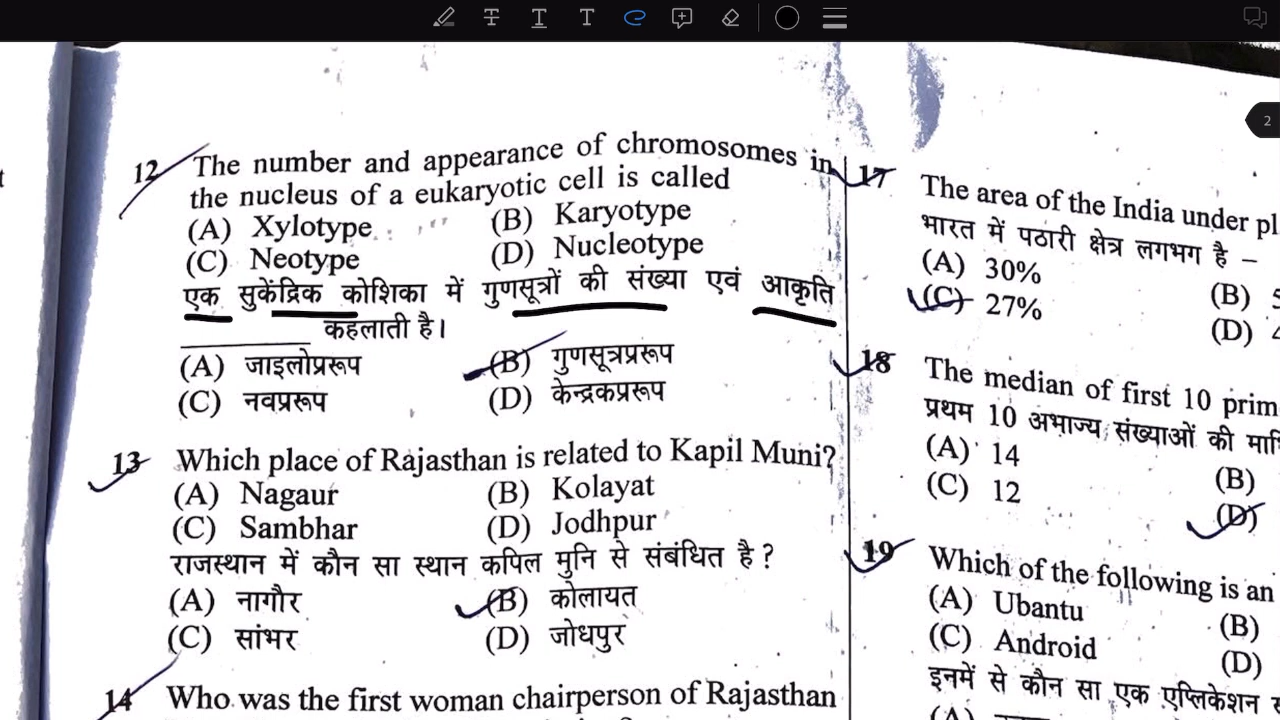 2
12 The number and appearance of chromosomes in
the nucleus of a eukaryotic cell is called
(A) Xylotype (B) Karyotype
(C) Neotype (D) Nucleotype
एक सुकेंद्रिक कोशिका में गुणसूत्रों की संख्या एवं आकृति
__________ कहलाती है।
(A) जाइलोप्ररूप (B) गुणसूत्रप्ररूप
(C) नवप्ररूप (D) केन्द्रकप्ररूप
13 Which place of Rajasthan is related to Kapil Muni?
(A) Nagaur (B) Kolayat
(C) Sambhar (D) Jodhpur
राजस्थान में कौन सा स्थान कपिल मुनि से संबंधित है ?
(A) नागौर (B) कोलायत
(C) सांभर (D) जोधपुर
14 Who was the first woman chairperson of Rajasthan
17 The area of the India under pl
भारत में पठारी क्षेत्र लगभग है –
(A) 30% (B)
(C) 27% (D)
18 The median of first 10 prim
प्रथम 10 अभाज्य संख्याओं की माि
(A) 14 (B)
(C) 12 (D)
19 Which of the following is an
(A) Ubantu (B)
(C) Android (D)
इनमें से कौन सा एक एप्लिकेशन
(A)